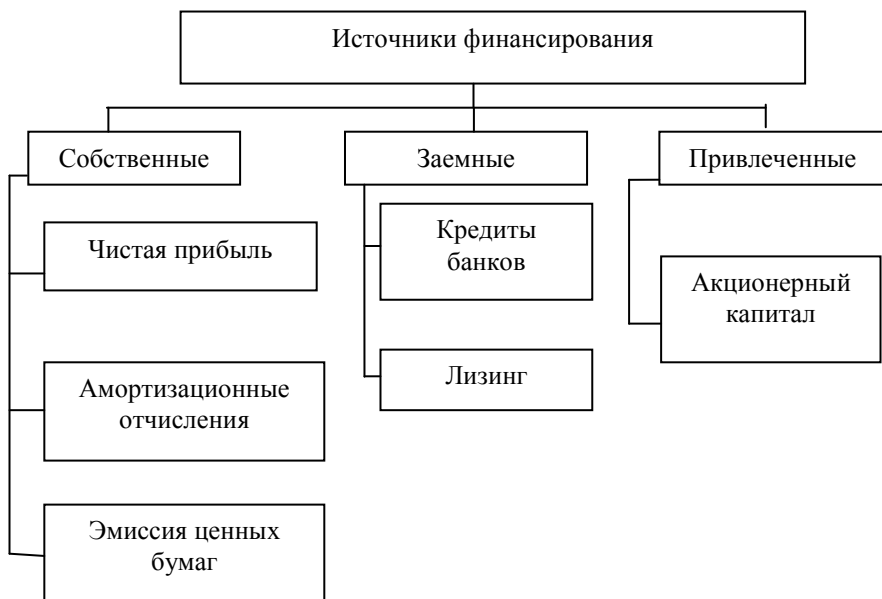 Источники финансирования
Собственные
Заемные
Привлеченные
Чистая прибыль
Кредиты
банков
Акционерный
капитал
Амортизационные
отчисления
Лизинг
Эмиссия ценных
бумаг